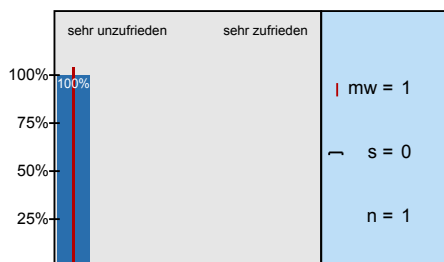 sehr unzufrieden sehr zufrieden
100%
100%
mw = 1
75%
s = 0
50%
n = 1
25%